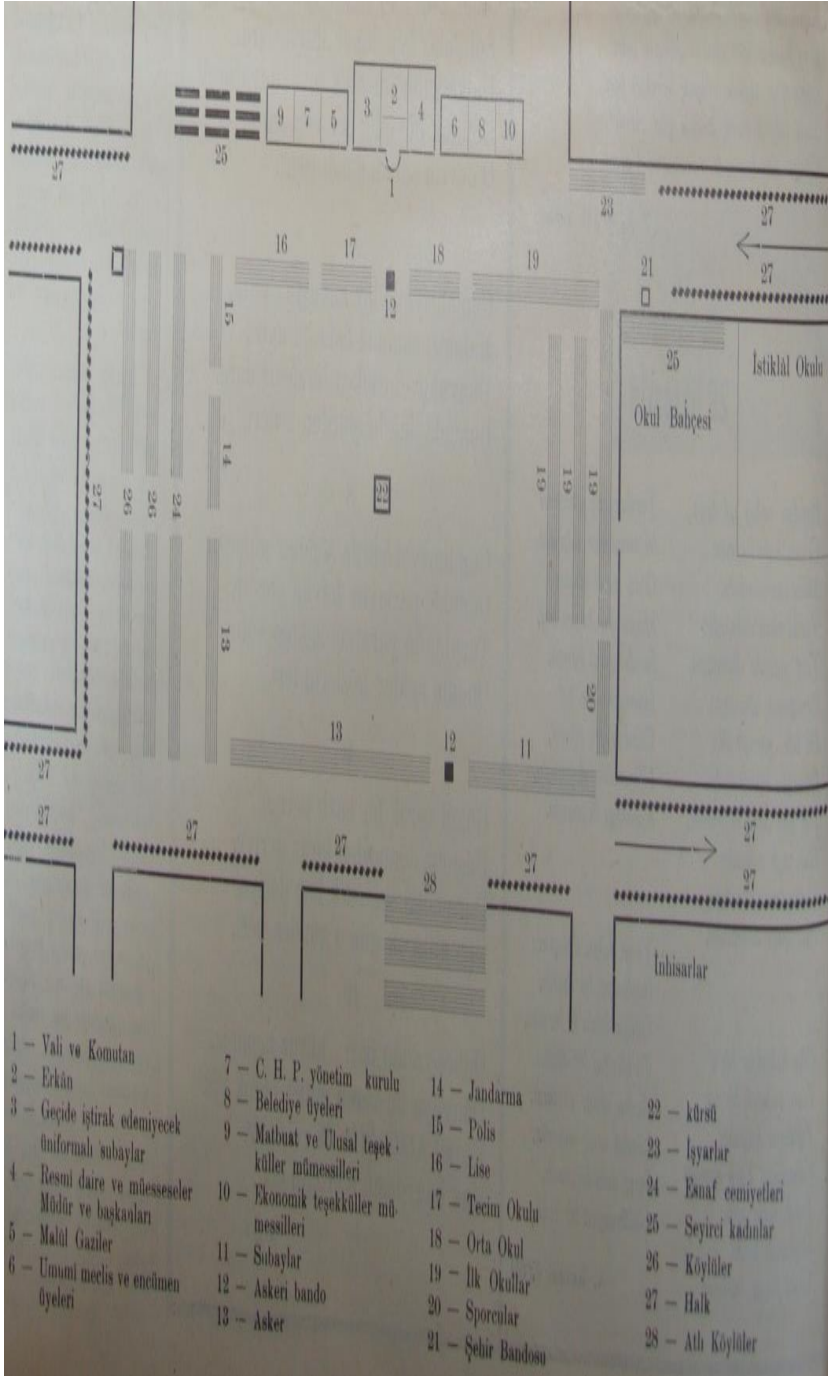 9 7 5
3 2 4
6 8 10
25
1
27
23
27
27
16
17
18
19
21
12
15
25
İstiklâl Okulu
Okul Bahçesi
14
22
19
19
19
27
26
26
24
13
20
13
12
11
27
27
27
27
27
27
27
28
İnhisarlar
1 — Vali ve Komutan
2 — Erkân
3 — Geçide iştirak edemiyecek
üniformalı subaylar
4 — Resmî daire ve müesseseler
Müdür ve başkanları
5 — Malûl Gaziler
6 — Umumî meclis ve encümen
üyeleri
7 — C. H. P. yönetim kurulu
8 — Belediye üyeleri
9 — Matbuat ve Ulusal teşek-
küller mümessilleri
10 — Ekonomik teşekküller mü-
messilleri
11 — Subaylar
12 — Askeri bando
13 — Asker
14 — Jandarma
15 — Polis
16 — Lise
17 — Tecim Okulu
18 — Orta Okul
19 — İlk Okullar
20 — Sporcular
21 — Şehir Bandosu
22 — kürsü
23 — İşyarlar
24 — Esnaf cemiyetleri
25 — Seyirci kadınlar
26 — Köylüler
27 — Halk
28 — Atlı Köylüler